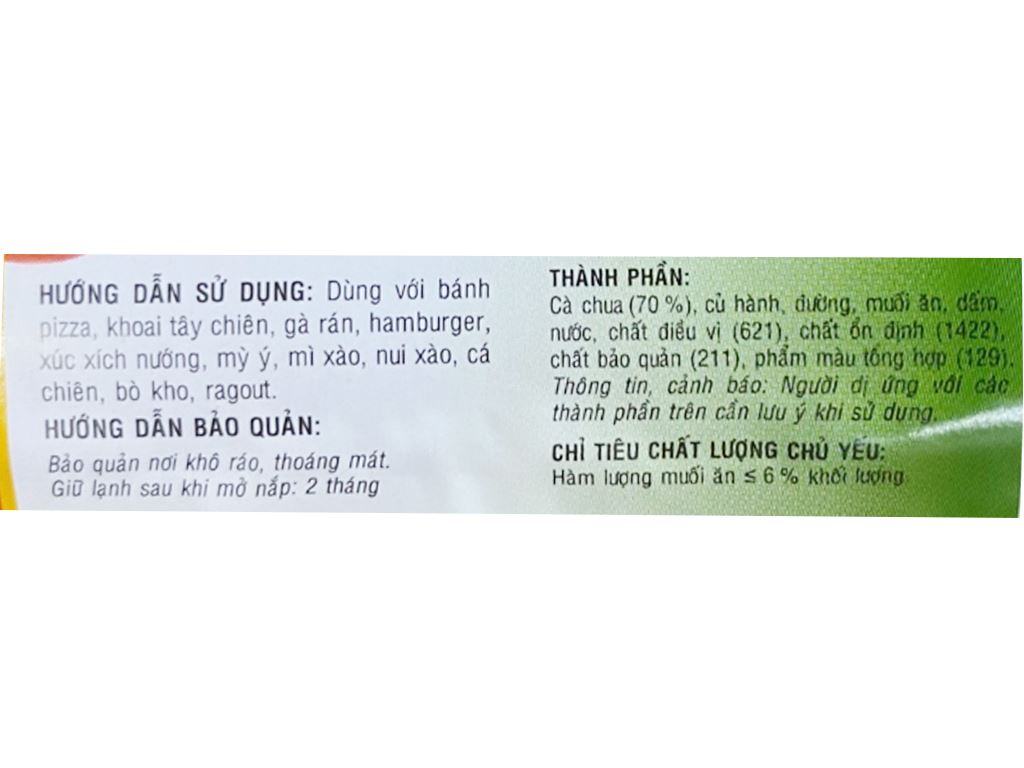 HƯỚNG DẪN SỬ DỤNG: Dùng với bánh
pizza, khoai tây chiên, gà rán, hamburger,
xúc xích nướng, mỳ ý, mì xào, nui xào, cá
chiên, bò kho, ragout.
HƯỚNG DẪN BẢO QUẢN:
Bảo quản nơi khô ráo, thoáng mát.
Giữ lạnh sau khi mở nắp: 2 tháng
THÀNH PHẦN:
Cà chua (70 %), củ hành, đường, muối ăn, dấm,
nước, chất điều vị (621), chất ổn định (1422),
chất bảo quản (211), phẩm màu tổng hợp (129).
Thông tin, cảnh báo: Người dị ứng với các
thành phần trên cần lưu ý khi sử dụng.
CHỈ TIÊU CHẤT LƯỢNG CHỦ YẾU:
Hàm lượng muối ăn ≤ 6 % khối lượng